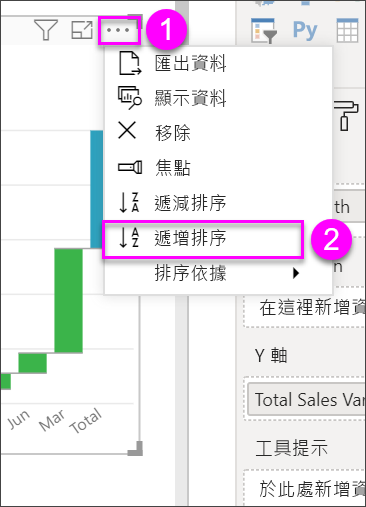 1
Py
匯出資料
顯示資料
移除
焦點
Z
A
遞減排序
A
Z
遞增排序
2
排序依據
th
n
在這裡新增資
Y 軸
Total Sales Var
工具提示
於此處新增資
Jun
Mar
Total